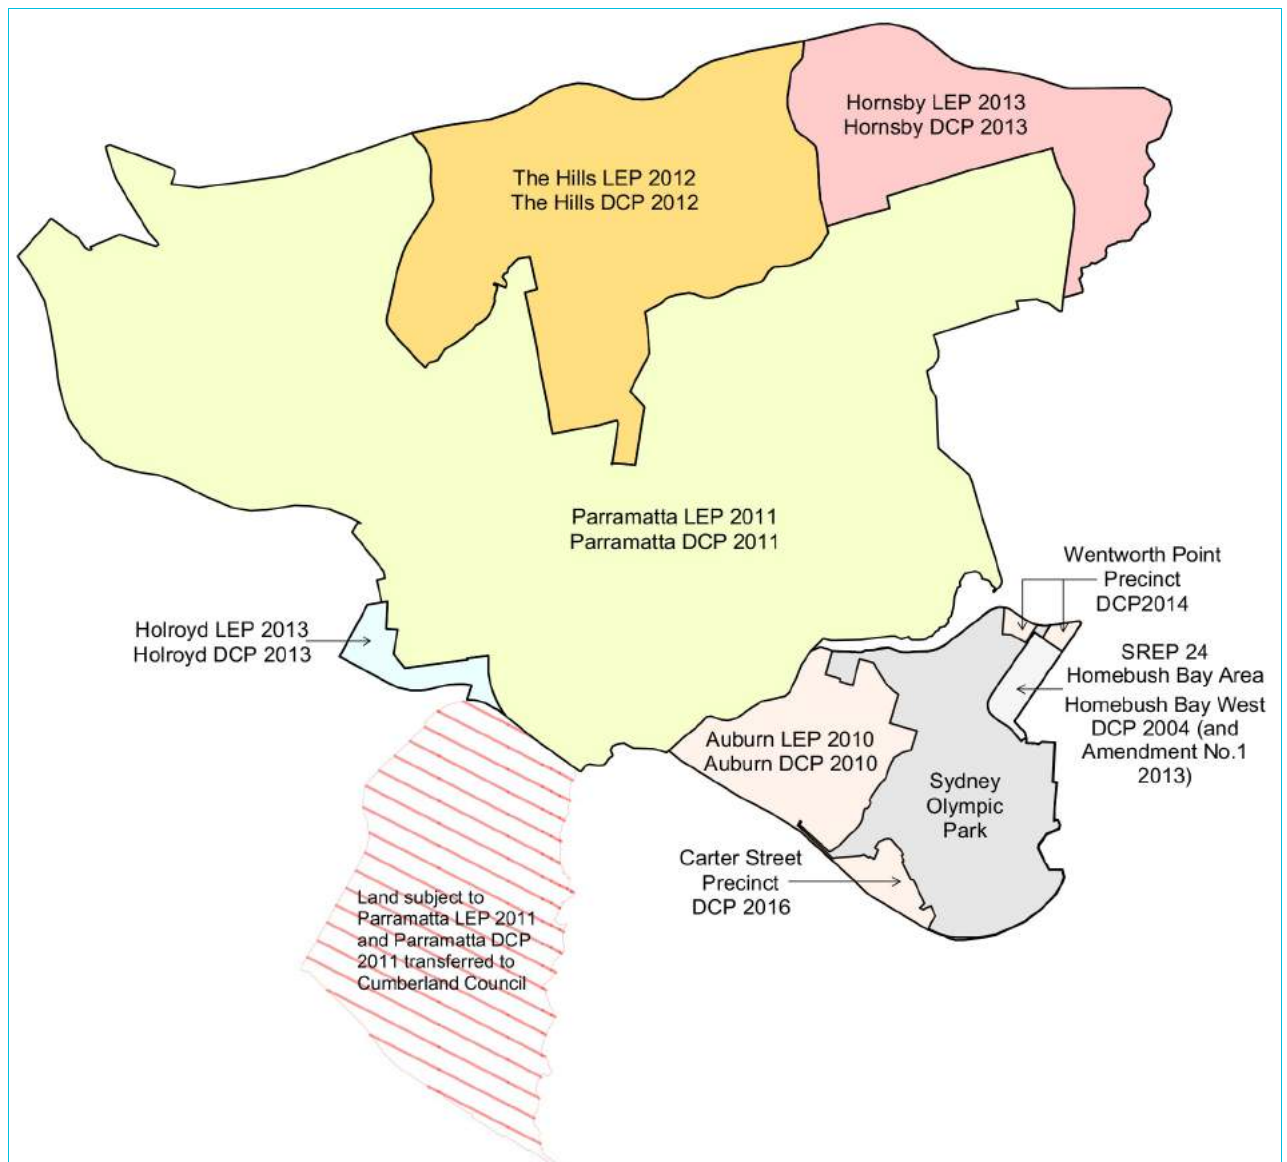 Hornsby LEP 2013
Hornsby DCP 2013
The Hills LEP 2012
The Hills DCP 2012
Parramatta LEP 2011
Parramatta DCP 2011
Wentworth Point
Precinct
DCP2014
Holroyd LEP 2013
Holroyd DCP 2013
SREP 24
Homebush Bay Area
Homebush Bay West
DCP 2004 (and
Amendment No.1
2013)
Auburn LEP 2010
Auburn DCP 2010
Sydney
Olympic
Park
Carter Street
Precinct
DCP 2016
Land subject to
Parramatta LEP 2011
and Parramatta DCP
2011 transferred to
Cumberland Council